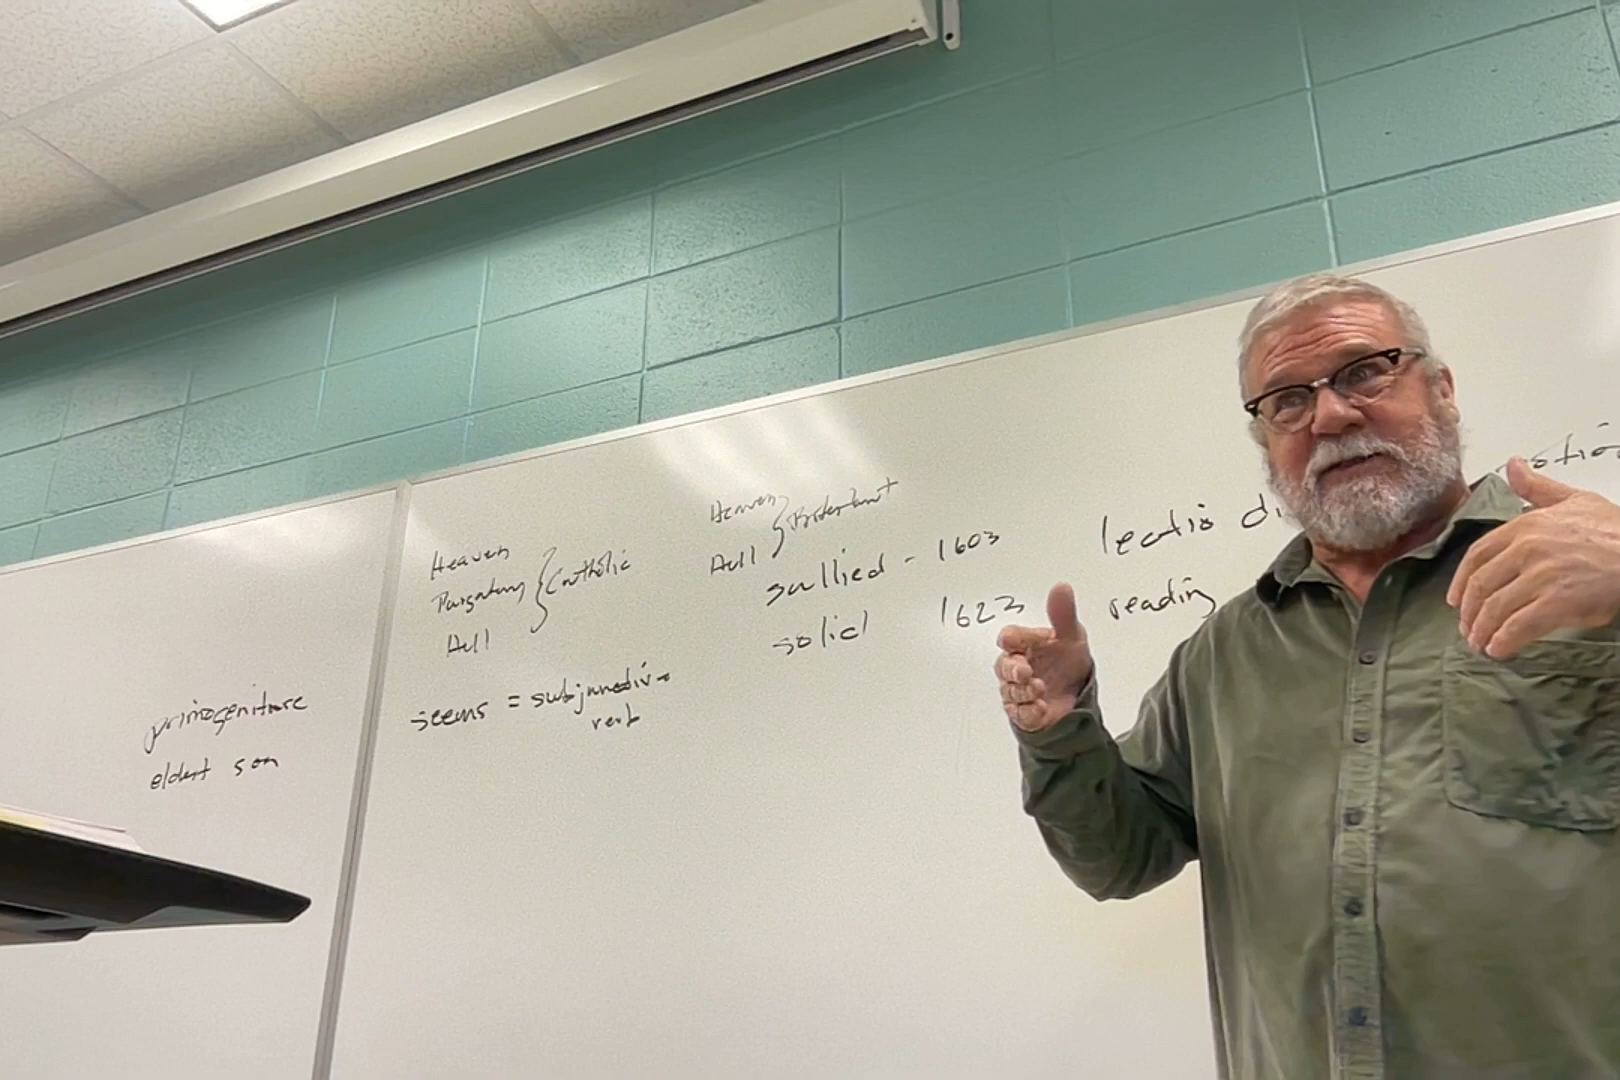 primogeniture
eldest son
Heaven
Purgatory
Hell
Catholic
seems = subjunctive
verb
Heaven
Hell
Protestant
sullied - 1603
solid 1623
lectio di
reading